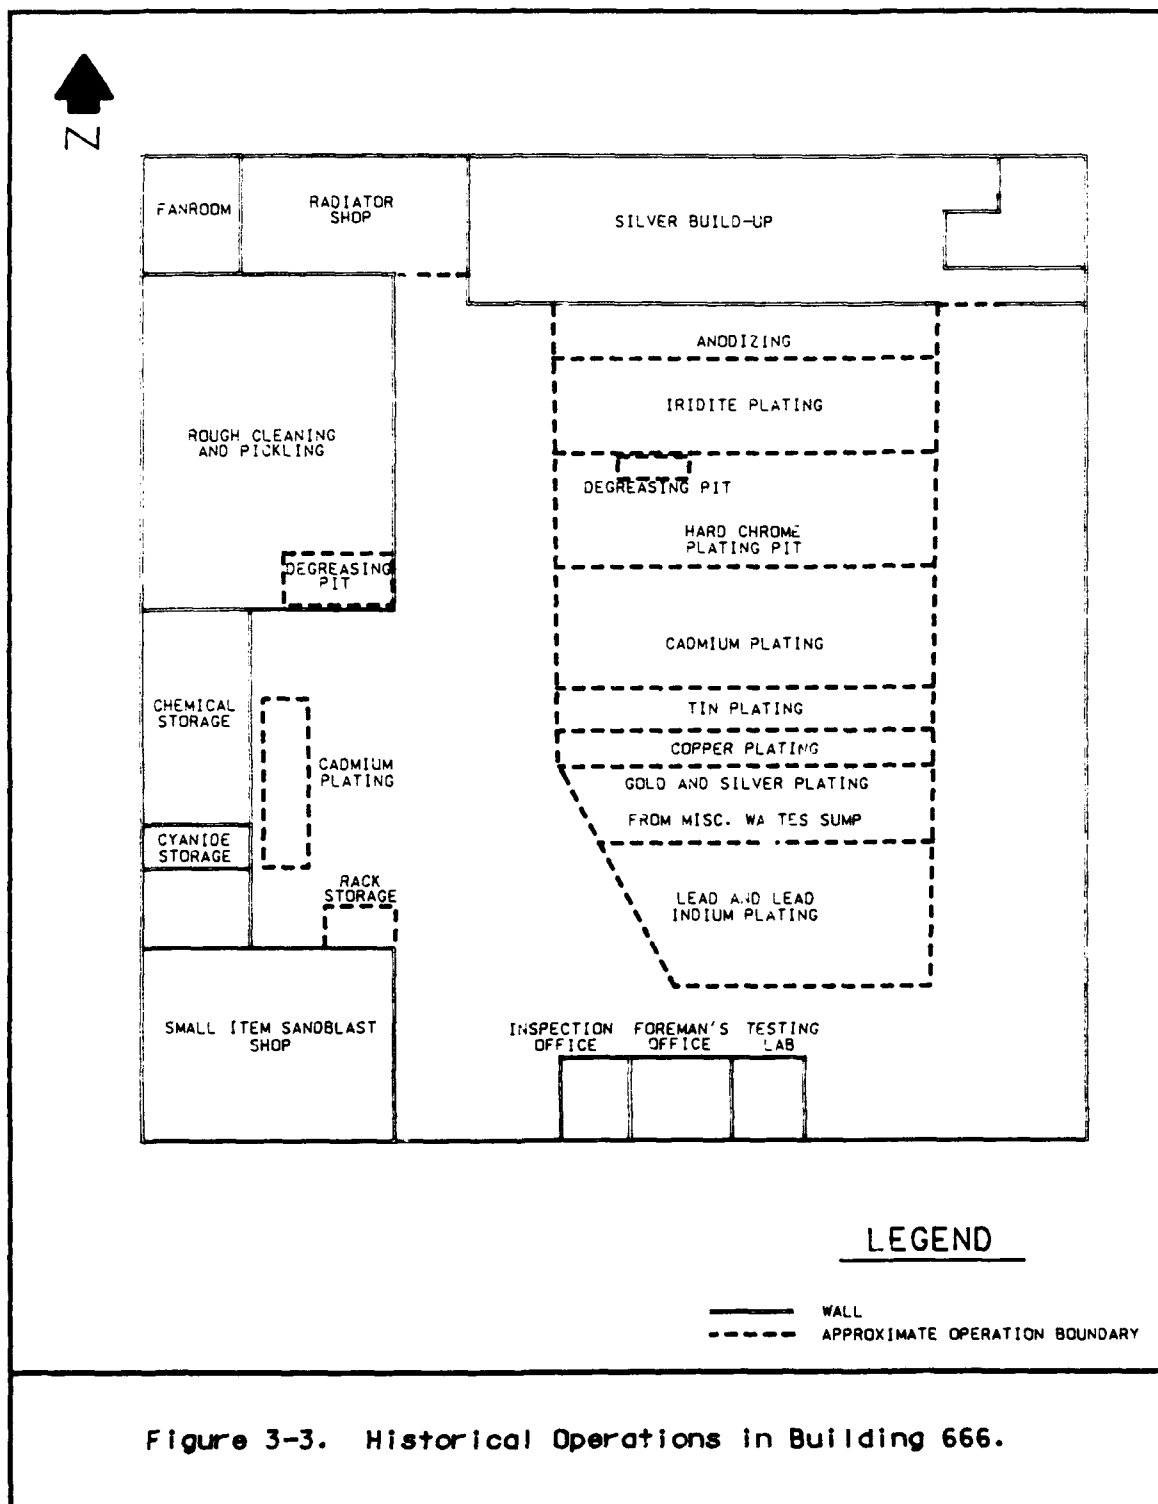 N
FANROOM
RADIATOR
SHOP
SILVER BUILD-UP
ANODIZING
IRIDITE PLATING
ROUGH CLEANING
AND PICKLING
DEGREASING PIT
HARD CHROME
PLATING PIT
DEGREASING
PIT
CADMIUM PLATING
CHEMICAL
STORAGE
TIN PLATING
COPPER PLATING
CADMIUM
PLATING
GOLD AND SILVER PLATING
FROM MISC. WA TES SUMP
CYANIDE
STORAGE
RACK
STORAGE
LEAD AND LEAD
INDIUM PLATING
SMALL ITEM SANDBLAST
SHOP
INSPECTION
OFFICE
FOREMAN'S
OFFICE
TESTING
LAB
LEGEND
WALL
APPROXIMATE OPERATION BOUNDARY
Figure 3-3. Historical Operations in Building 666.